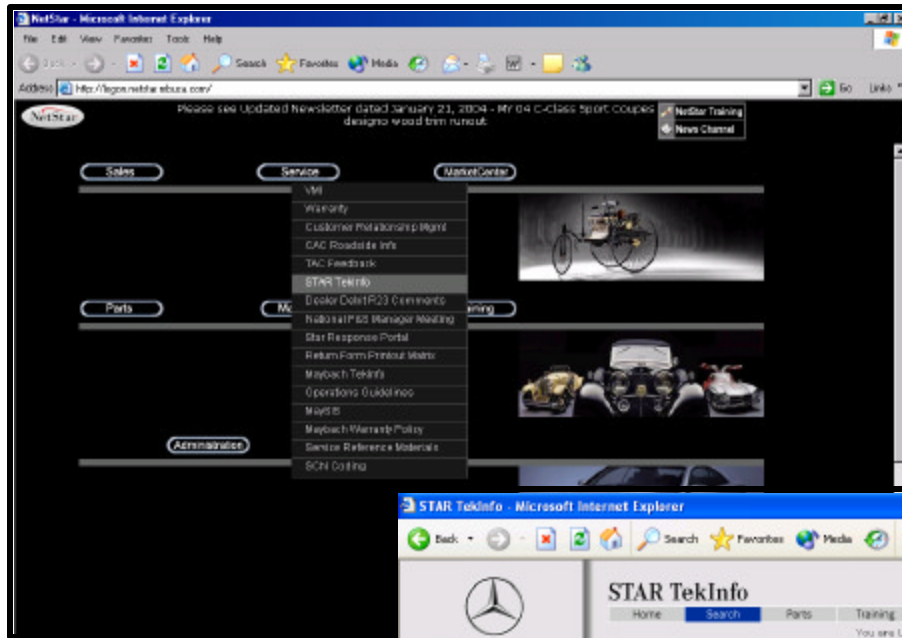 NetStar - Microsoft Internet Explorer
File Edit View Favorites Tools Help
Back Search Favorites Media
Address http://logon.netstar.mbusa.com/ Go Links
NetStar
Please see Updated Newsletter dated January 21, 2004 - MY 04 C-Class Sport Coupes
designo wood trim runout
NetStar Training
News Channel
Sales Service MarketCenter
VMI
Warranty
Customer Relationship Mgmt
CAC Roadside Info
TAC Feedback
STAR TekInfo
Dealer Debit R23 Comments
Parts
National P&S Manager Meeting
Star Response Portal
Return Form Printout Matrix
Maybach TekInfo
Operations Guidelines
Maybach Warranty Policy
Administration
Service Reference Materials
SCN Coding
STAR TekInfo - Microsoft Internet Explorer
Back Search Favorites Media
STAR TekInfo
Home Search Parts Training
You are